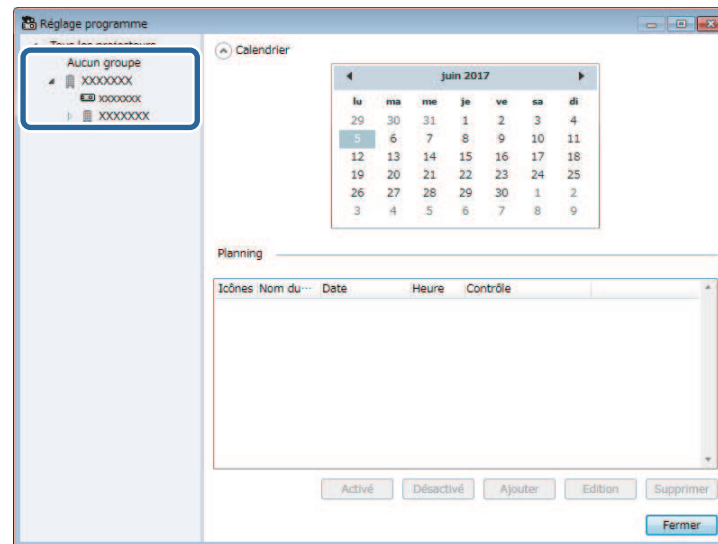 Réglage programme
Tous les projecteurs
Aucun groupe
XXXXXXX
XXXXXXX
XXXXXXX
Calendrier
juin 2017
lu ma me je ve sa di
29 30 31 1 2 3 4
5 6 7 8 9 10 11
12 13 14 15 16 17 18
19 20 21 22 23 24 25
26 27 28 29 30 1 2
3 4 5 6 7 8 9
Planning
Icônes Nom du··· Date Heure Contrôle
Activé Désactivé Ajouter Edition Supprimer
Fermer